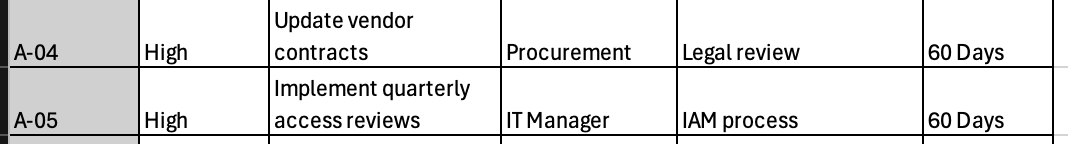 A-04 High Update vendor contracts Procurement Legal review 60 Days
A-05 High Implement quarterly access reviews IT Manager IAM process 60 Days